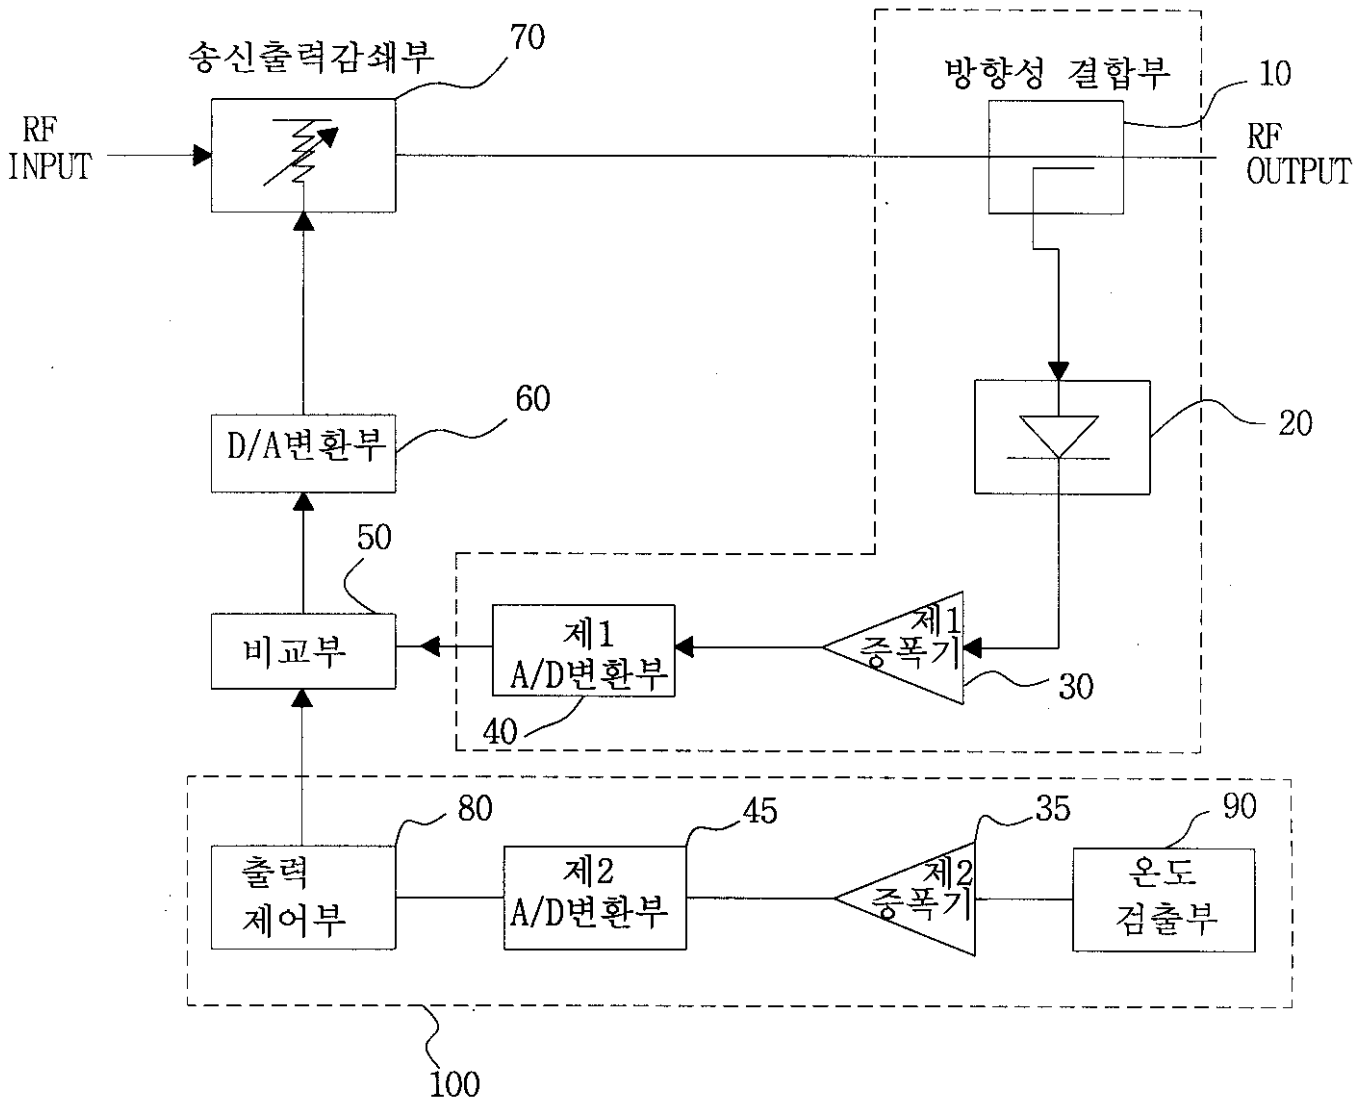 70
송신출력감쇄부
방향성 결합부
10
RF
INPUT
RF
OUTPUT
60
D/A변환부
20
50
비교부
제1
A/D변환부
40
제1
증폭기
30
80
출력
제어부
45
제2
A/D변환부
35
제2
증폭기
90
온도
검출부
100